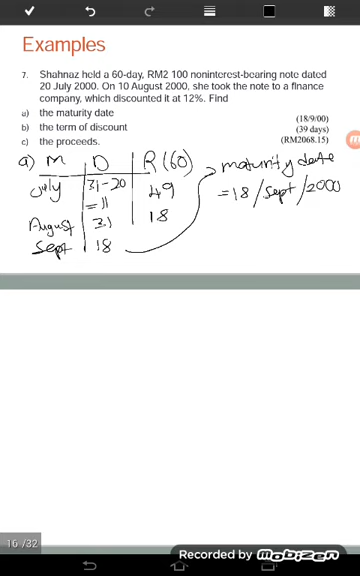 Examples
7. Shahnaz held a 60-day, RM2 100 noninterest-bearing note dated
20 July 2000. On 10 August 2000, she took the note to a finance
company, which discounted it at 12%. Find
a) the maturity date
(18/9/00)
b) the term of discount
(39 days)
c) the proceeds.
(RM2068.15)
a) M D R(60)
July 31-20 49
= 11
August 31 18
Sept 18
maturity date
= 18/Sept/2000
16 /32
Recorded by Mobizen